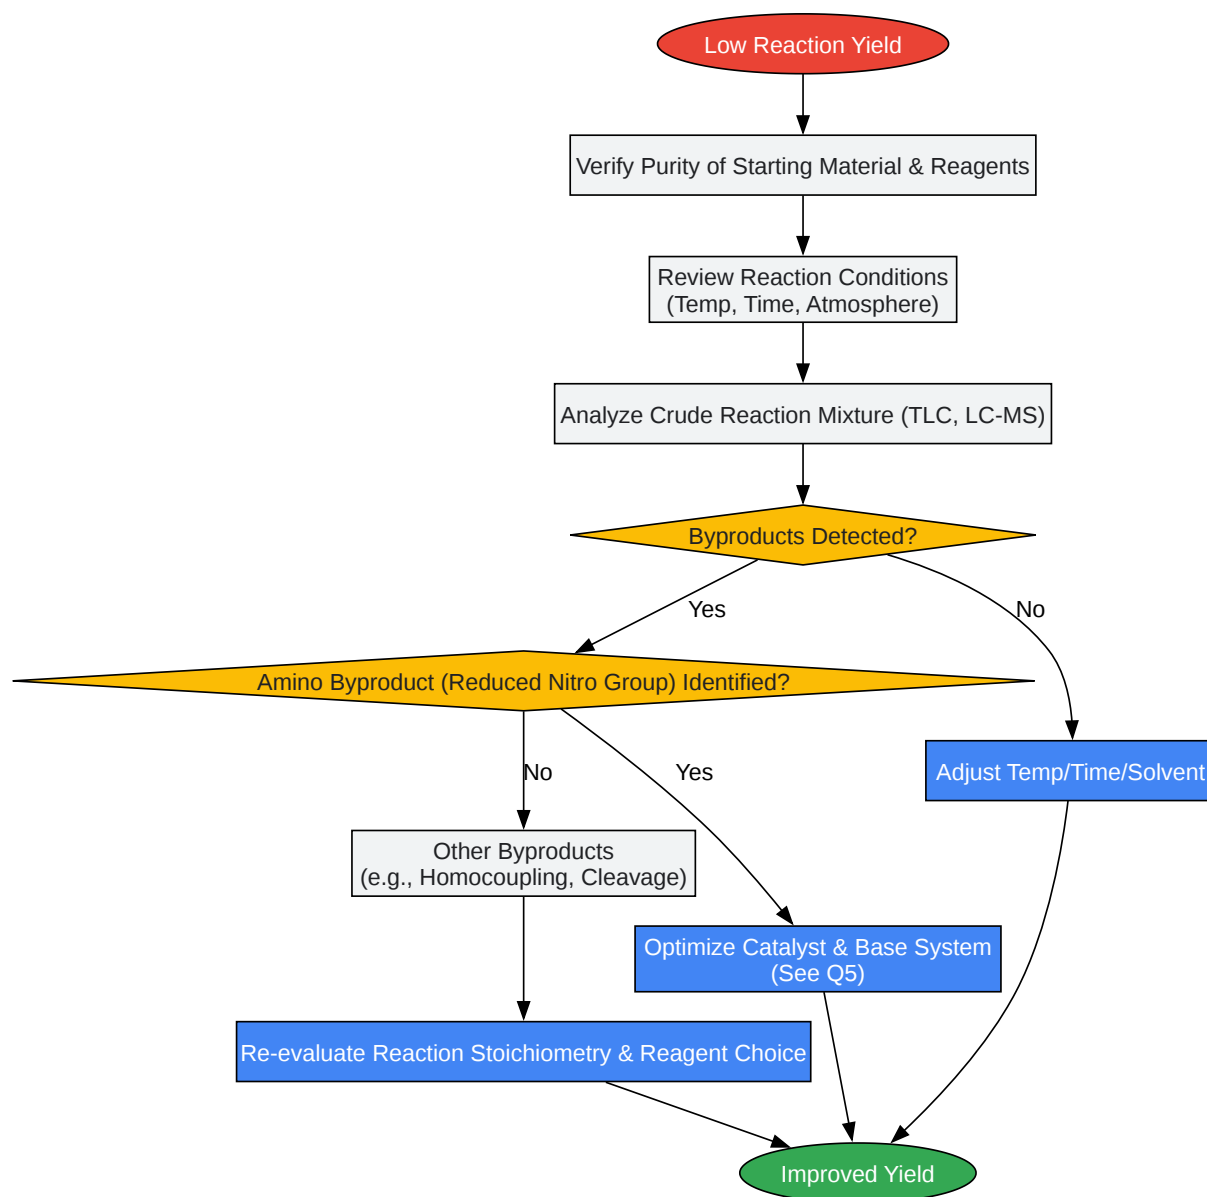 Low Reaction Yield
Verify Purity of Starting Material & Reagents
Review Reaction Conditions
(Temp, Time, Atmosphere)
Analyze Crude Reaction Mixture (TLC, LC-MS)
Byproducts Detected?
Yes
No
Amino Byproduct (Reduced Nitro Group) Identified?
No
Yes
Adjust Temp/Time/Solvent
Other Byproducts
(e.g., Homocoupling, Cleavage)
Optimize Catalyst & Base System
(See Q5)
Re-evaluate Reaction Stoichiometry & Reagent Choice
Improved Yield